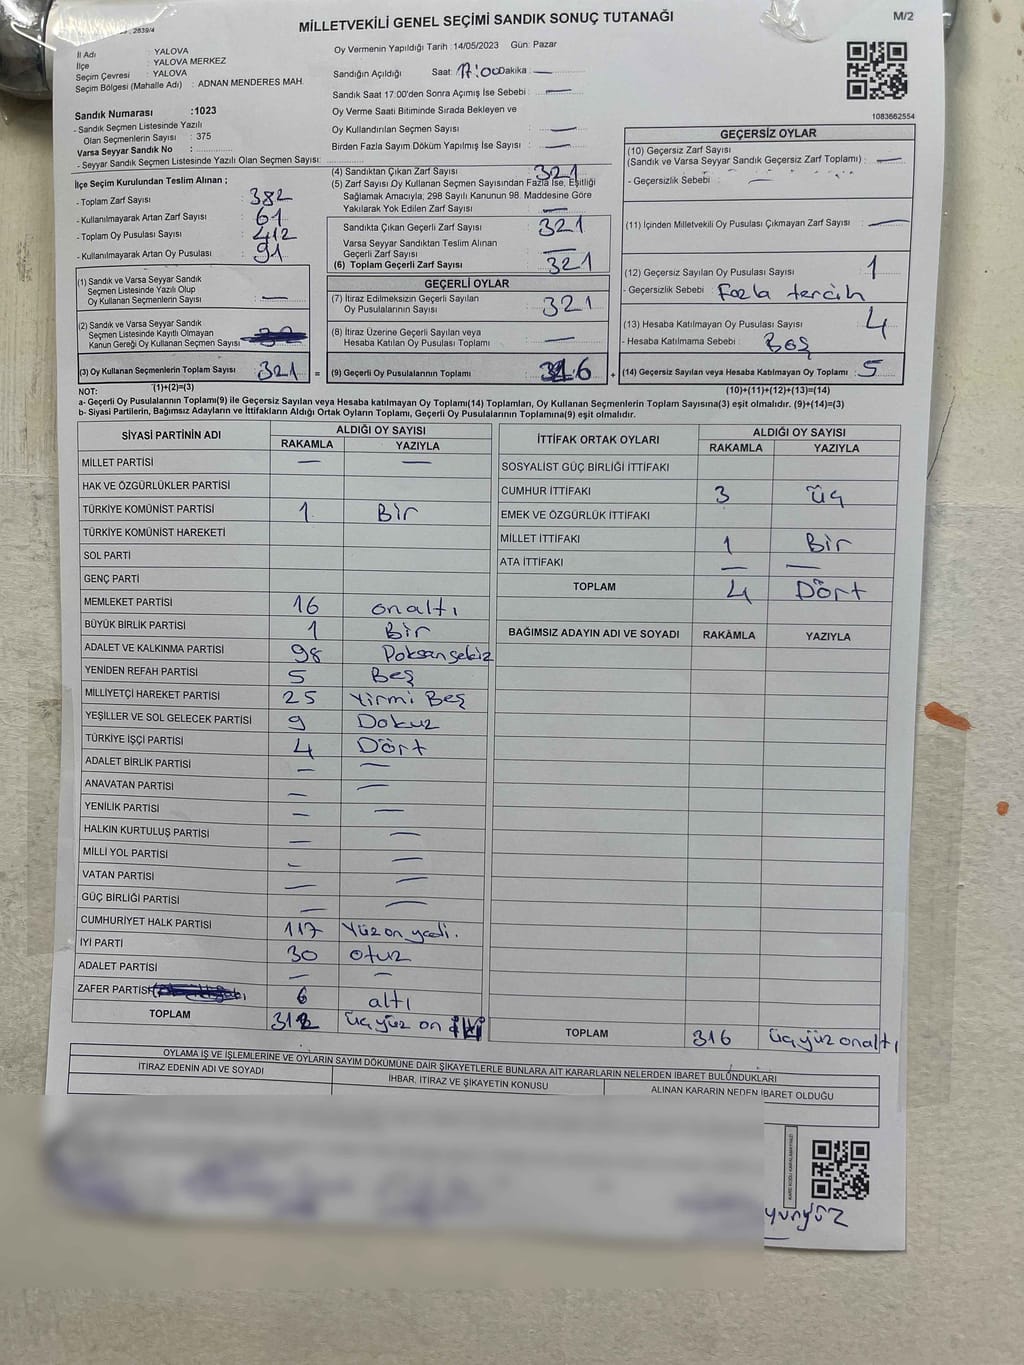 : 2839/4
MİLLETVEKİLİ GENEL SEÇİMİ SANDIK SONUÇ TUTANAĞI
M/2
İl Adı : YALOVA
İlçe : YALOVA MERKEZ
Seçim Çevresi : YALOVA
Seçim Bölgesi (Mahalle Adı) : ADNAN MENDERES MAH.
Oy Vermenin Yapıldığı Tarih : 14/05/2023 Gün: Pazar
Sandığın Açıldığı Saat: 17:00 Dakika : —
Sandık Saat 17:00'den Sonra Açımış İse Sebebi : —
Oy Verme Saati Bitiminde Sırada Bekleyen ve
Oy Kullandırılan Seçmen Sayısı : —
Birden Fazla Sayım Döküm Yapılmış İse Sayısı : —
1083662554
Sandık Numarası :1023
- Sandık Seçmen Listesinde Yazılı
Olan Seçmenlerin Sayısı : 375
Varsa Seyyar Sandık No :
- Seyyar Sandık Seçmen Listesinde Yazılı Olan Seçmen Sayısı:
İlçe Seçim Kurulundan Teslim Alınan ;
- Toplam Zarf Sayısı : 382
- Kullanılmayarak Artan Zarf Sayısı : 61
- Toplam Oy Pusulası Sayısı : 412
- Kullanılmayarak Artan Oy Pusulası : 91
(1) Sandık ve Varsa Seyyar Sandık
Seçmen Listesinde Yazılı Olup
Oy Kullanan Seçmenlerin Sayısı : —
(2) Sandık ve Varsa Seyyar Sandık
Seçmen Listesinde Kayıtlı Olmayan
Kanun Gereği Oy Kullanan Seçmen Sayısı
(3) Oy Kullanan Seçmenlerin Toplam Sayısı : 321 =
(1)+(2)=(3)
(4) Sandıktan Çıkan Zarf Sayısı : 321
(5) Zarf Sayısı Oy Kullanan Seçmen Sayısından Fazla İse, Eşitliği
Sağlamak Amacıyla, 298 Sayılı Kanunun 98. Maddesine Göre
Yakılarak Yok Edilen Zarf Sayısı : —
Sandıkta Çıkan Geçerli Zarf Sayısı : 321
Varsa Seyyar Sandıktan Teslim Alınan
Geçerli Zarf Sayısı : —
(6) Toplam Geçerli Zarf Sayısı : 321
GEÇERLİ OYLAR
(7) İtiraz Edilmeksizin Geçerli Sayılan
Oy Pusulalarının Sayısı : 321
(8) İtiraz Üzerine Geçerli Sayılan veya
Hesaba Katılan Oy Pusulası Toplamı : —
(9) Geçerli Oy Pusulalarının Toplamı : 316 +
GEÇERSİZ OYLAR
(10) Geçersiz Zarf Sayısı
(Sandık ve Varsa Seyyar Sandık Geçersiz Zarf Toplamı) : —
- Geçersizlik Sebebi : —
(11) İçinden Milletvekili Oy Pusulası Çıkmayan Zarf Sayısı : —
(12) Geçersiz Sayılan Oy Pusulası Sayısı : 1
- Geçersizlik Sebebi : Fazla tercih
(13) Hesaba Katılmayan Oy Pusulası Sayısı : 4
- Hesaba Katılmama Sebebi : Boş
(14) Geçersiz Sayılan veya Hesaba Katılmayan Oy Toplamı : 5
(10)+(11)+(12)+(13)=(14)
NOT:
a- Geçerli Oy Pusulalarının Toplamı(9) ile Geçersiz Sayılan veya Hesaba katılmayan Oy Toplamı(14) Toplamları, Oy Kullanan Seçmenlerin Toplam Sayısına(3) eşit olmalıdır. (9)+(14)=(3)
b- Siyasi Partilerin, Bağımsız Adayların ve İttifakların Aldığı Ortak Oyların Toplamı, Geçerli Oy Pusulalarının Toplamına(9) eşit olmalıdır.
SİYASİ PARTİNİN ADI ALDIĞI OY SAYISI
RAKAMLA YAZIYLA
MİLLET PARTİSİ — —
HAK VE ÖZGÜRLÜKLER PARTİSİ
TÜRKİYE KOMÜNİST PARTİSİ 1 Bir
TÜRKİYE KOMÜNİST HAREKETİ
SOL PARTİ
GENÇ PARTİ
MEMLEKET PARTİSİ 16 onaltı
BÜYÜK BİRLİK PARTİSİ 1 Bir
ADALET VE KALKINMA PARTİSİ 98 Doksansekiz
YENİDEN REFAH PARTİSİ 5 Beş
MİLLİYETÇİ HAREKET PARTİSİ 25 Yirmi Beş
YEŞİLLER VE SOL GELECEK PARTİSİ 9 Dokuz
TÜRKİYE İŞÇİ PARTİSİ 4 Dört
ADALET BİRLİK PARTİSİ — —
ANAVATAN PARTİSİ — —
YENİLİK PARTİSİ — —
HALKIN KURTULUŞ PARTİSİ — —
MİLLİ YOL PARTİSİ — —
VATAN PARTİSİ — —
GÜÇ BİRLİĞİ PARTİSİ — —
CUMHURİYET HALK PARTİSİ 117 Yüz on yedi.
İYİ PARTİ 30 otuz
ADALET PARTİSİ — —
ZAFER PARTİSİ 6 altı
TOPLAM 312 üçyüz on iki
İTTİFAK ORTAK OYLARI ALDIĞI OY SAYISI
RAKAMLA YAZIYLA
SOSYALİST GÜÇ BİRLİĞİ İTTİFAKI
CUMHUR İTTİFAKI 3 üç
EMEK VE ÖZGÜRLÜK İTTİFAKI
MİLLET İTTİFAKI 1 Bir
ATA İTTİFAKI — —
TOPLAM 4 Dört
BAĞIMSIZ ADAYIN ADI VE SOYADI RAKAMLA YAZIYLA
TOPLAM 316 üçyüzonaltı
OYLAMA İŞ VE İŞLEMLERİNE VE OYLARIN SAYIM DÖKÜMÜNE DAİR ŞİKAYETLERLE BUNLARA AİT KARARLARIN NELERDEN İBARET BULUNDUKLARI
İTİRAZ EDENİN ADI VE SOYADI İHBAR, İTİRAZ VE ŞİKAYETİN KONUSU ALINAN KARARIN NEDEN İBARET OLDUĞU